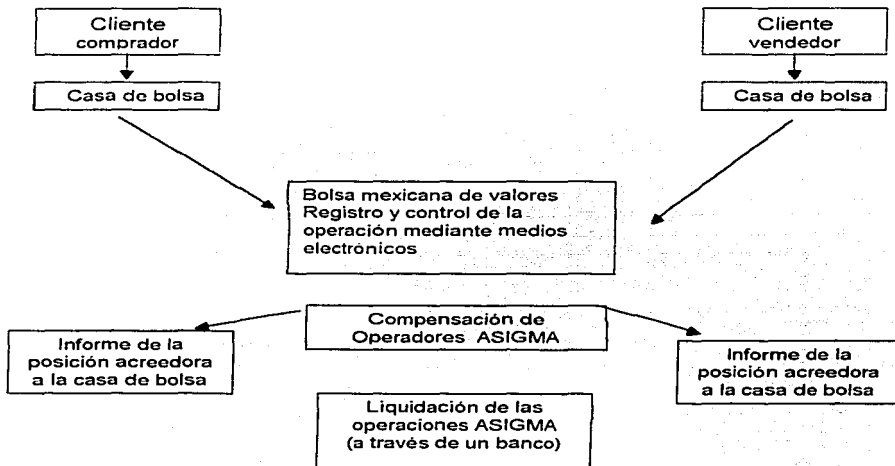 Cliente
comprador
Cliente
vendedor
Casa de bolsa
Casa de bolsa
Bolsa mexicana de valores
Registro y control de la
operación mediante medios
electrónicos
Compensación de
Operadores ASIGMA
Informe de la
posición acreedora
a la casa de bolsa
Informe de la
posición acreedora
a la casa de bolsa
Liquidación de las
operaciones ASIGMA
(a través de un banco)